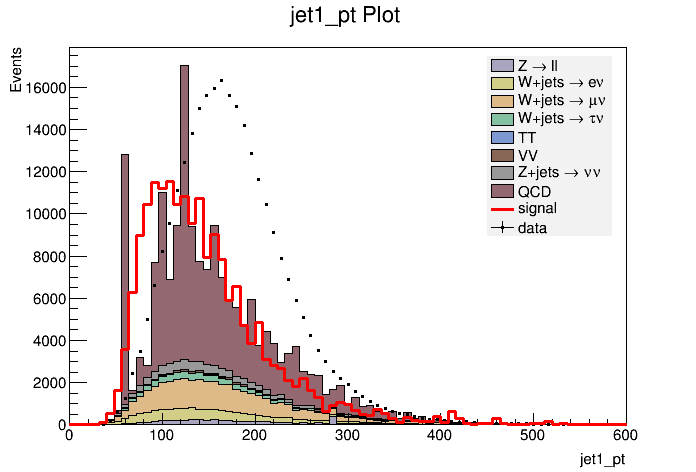 jet1_pt Plot
Events
16000
14000
12000
10000
8000
6000
4000
2000
0
0 100 200 300 400 500 600
jet1_pt
Z → ll
W+jets → eν
W+jets → μν
W+jets → τν
TT
VV
Z+jets → νν
QCD
signal
data